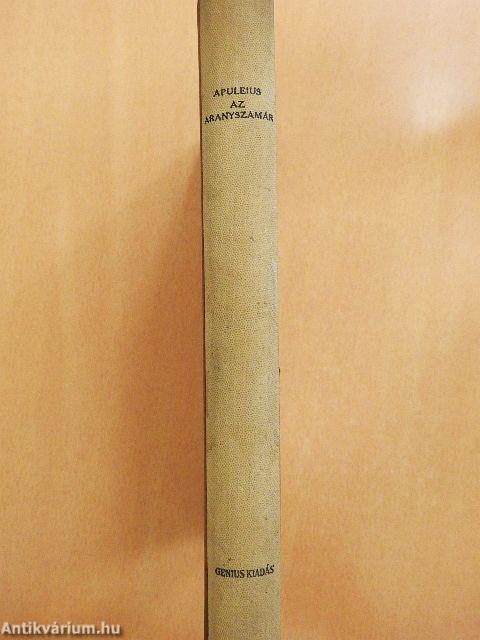 APULEIUS
AZ
ARANYSZAMÁR
GENIUS KIADÁS
Antikvárium.hu